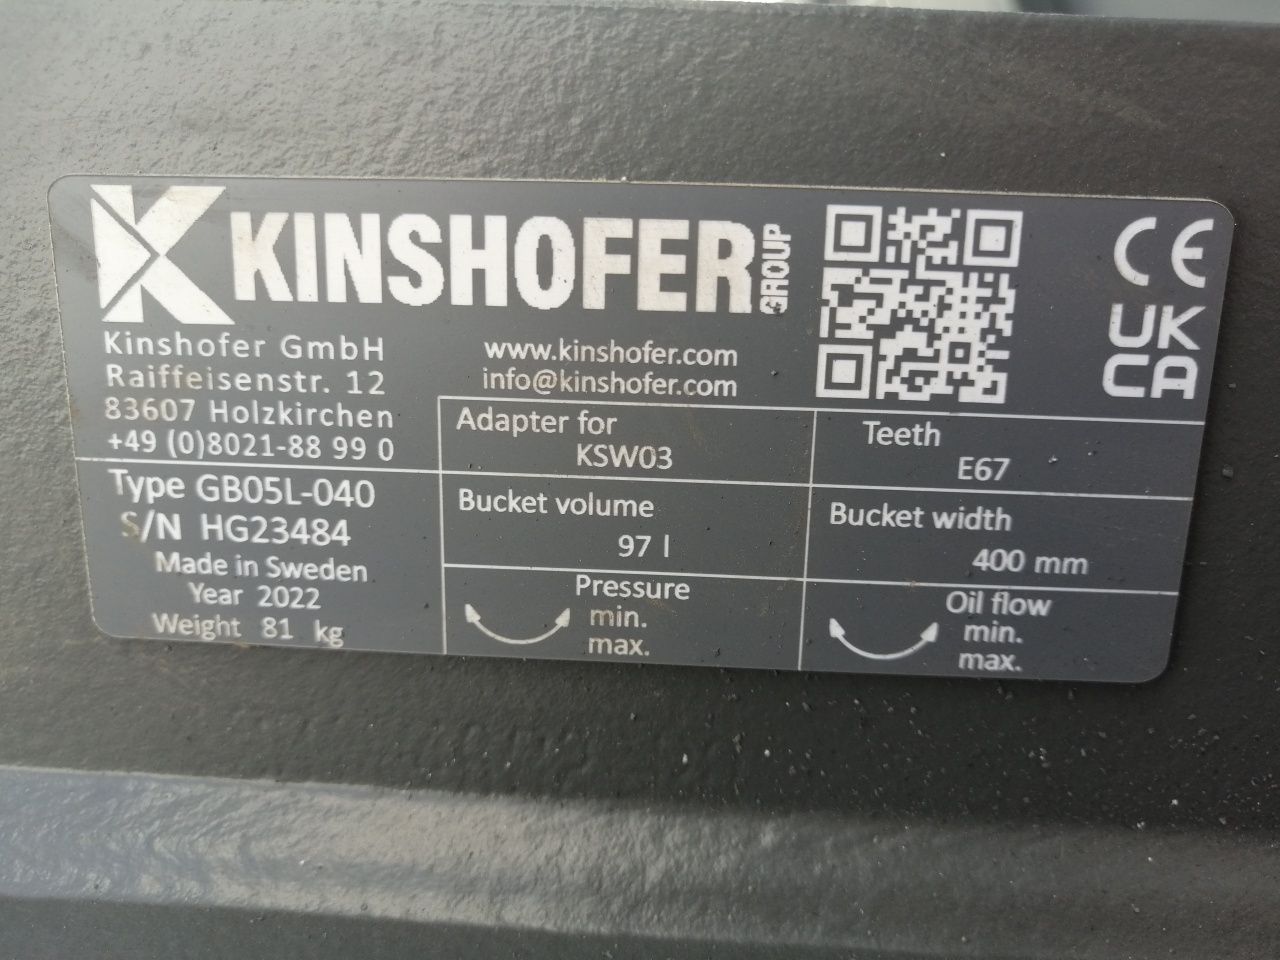 KINSHOFER GROUP
CE
UK
CA
Kinshofer GmbH
Raiffeisenstr. 12
83607 Holzkirchen
+49 (0)8021-88 99 0
www.kinshofer.com
info@kinshofer.com
Adapter for
KSW03
Teeth
E67
Type GB05L-040
S/N HG23484
Made in Sweden
Year 2022
Weight 81 kg
Bucket volume
97 l
Bucket width
400 mm
Pressure
min.
max.
Oil flow
min.
max.